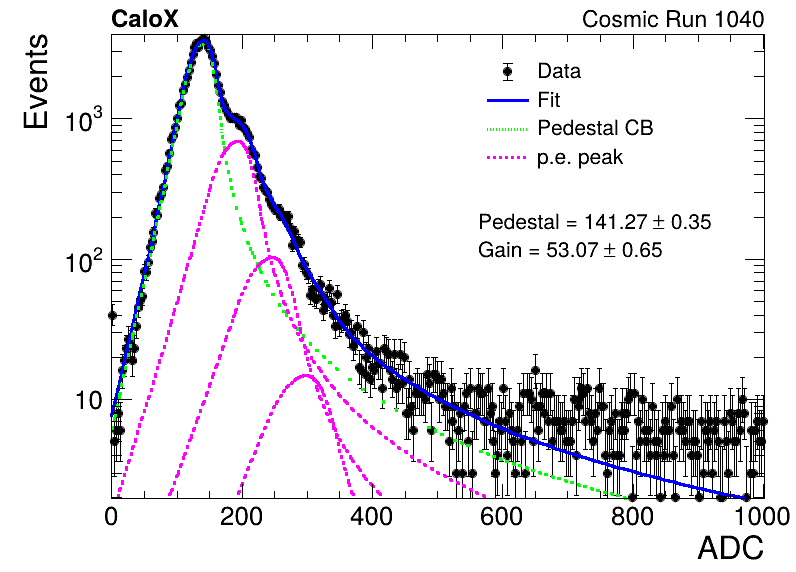 CaloX Cosmic Run 1040
Events
Data
Fit
Pedestal CB
p.e. peak
Pedestal = 141.27 ± 0.35
Gain = 53.07 ± 0.65
10³
10²
10
0 200 400 600 800 1000
ADC